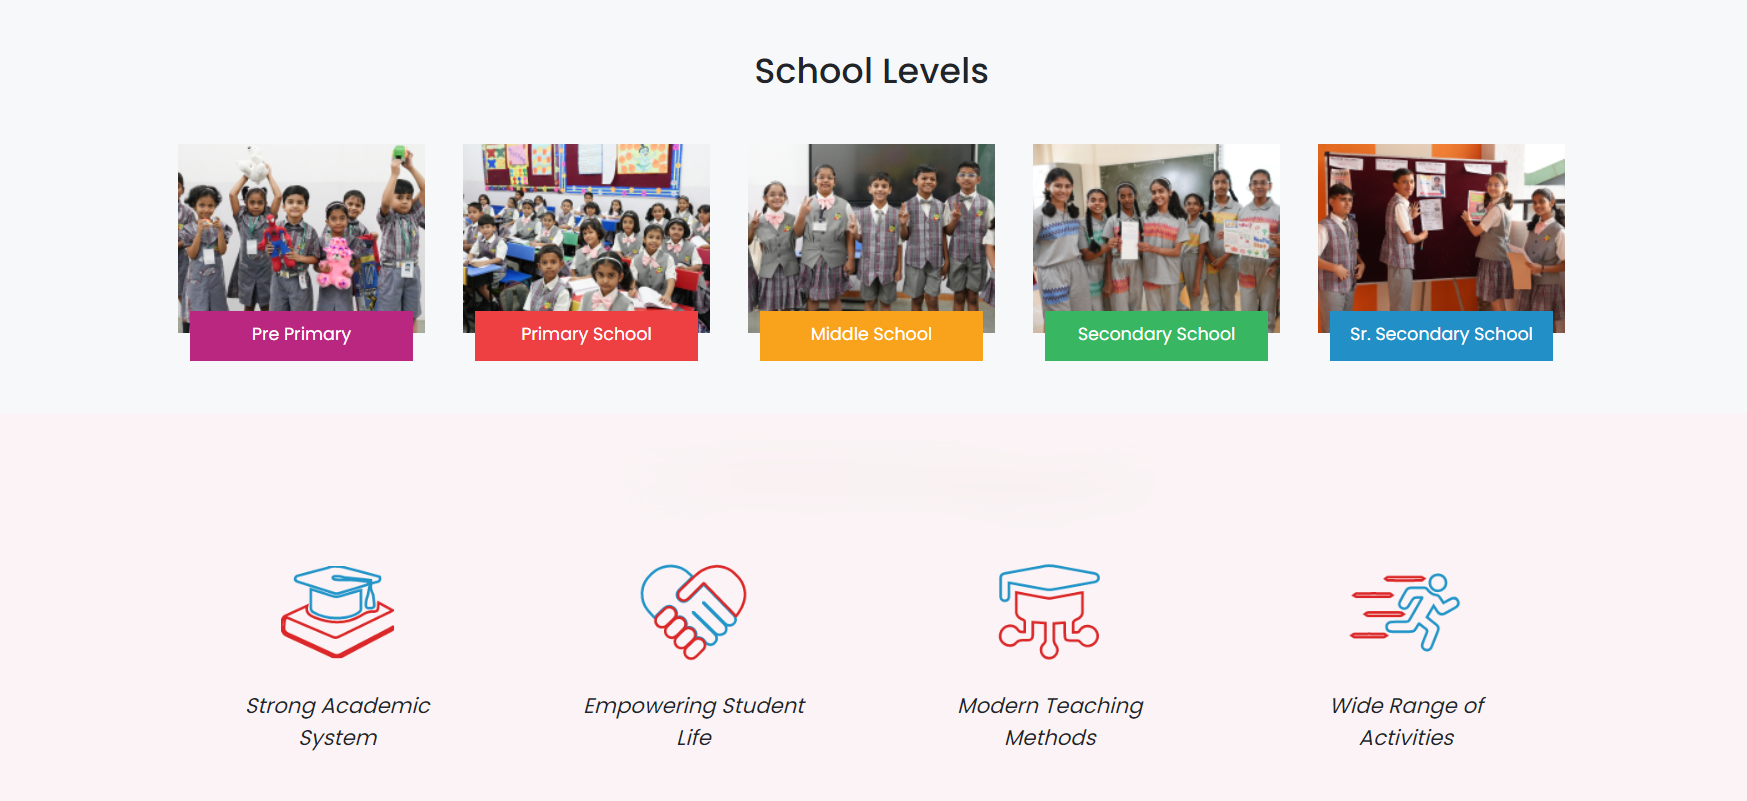 School Levels
Pre Primary
Primary School
Middle School
Secondary School
Sr. Secondary School
Strong Academic
System
Empowering Student
Life
Modern Teaching
Methods
Wide Range of
Activities